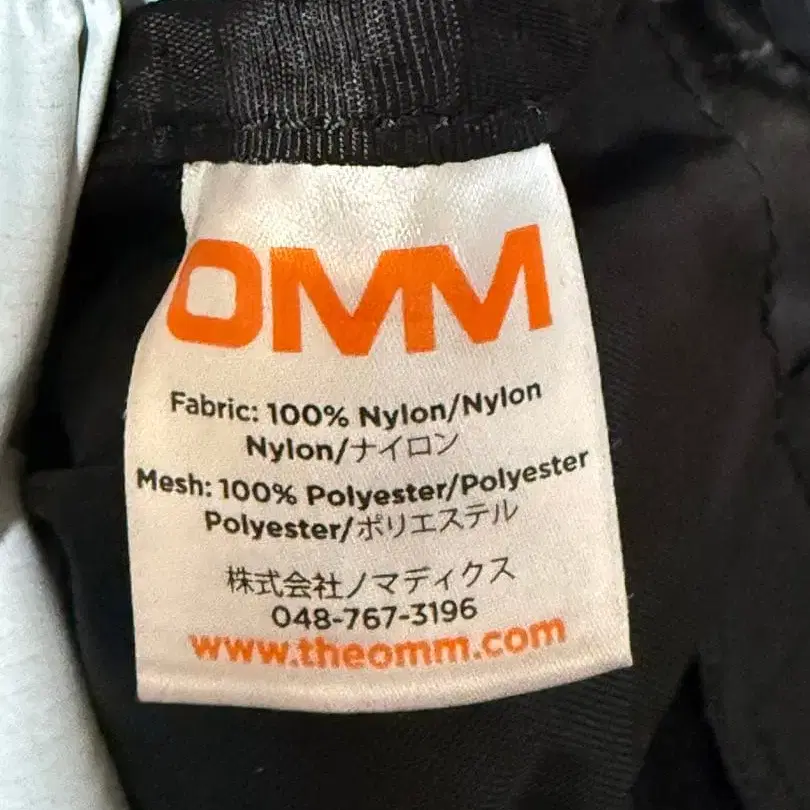 OMM
Fabric: 100% Nylon/Nylon
Nylon/ナイロン
Mesh: 100% Polyester/Polyester
Polyester/ポリエステル
株式会社ノマディクス
048-767-3196
www.theomm.com